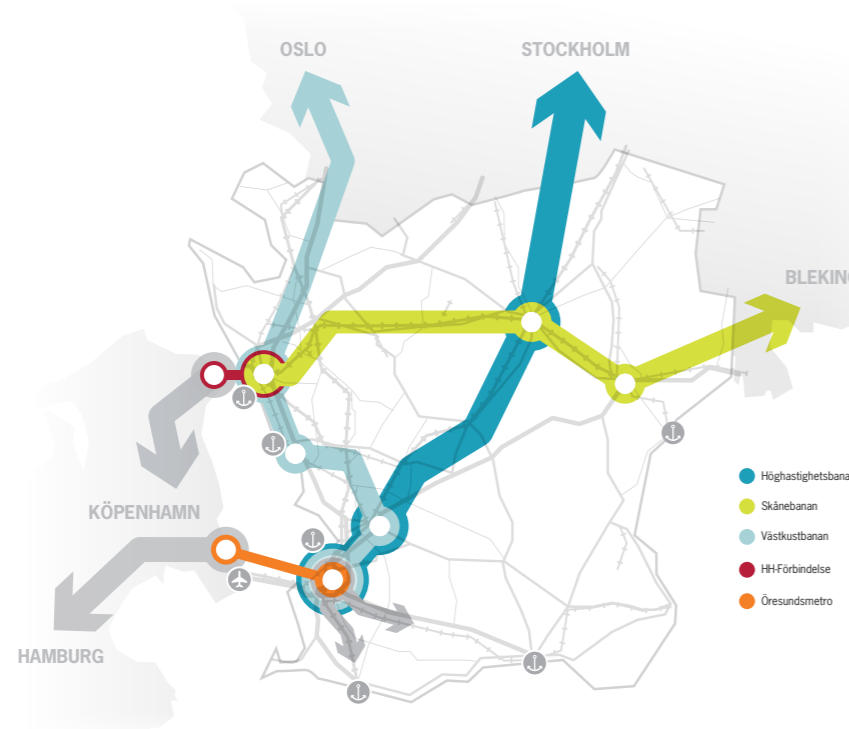 OSLO
STOCKHOLM
BLEKING
KÖPENHAMN
HAMBURG
Höghastighetsbana
Skånebanan
Västkustbanan
HH-Förbindelse
Öresundsmetro